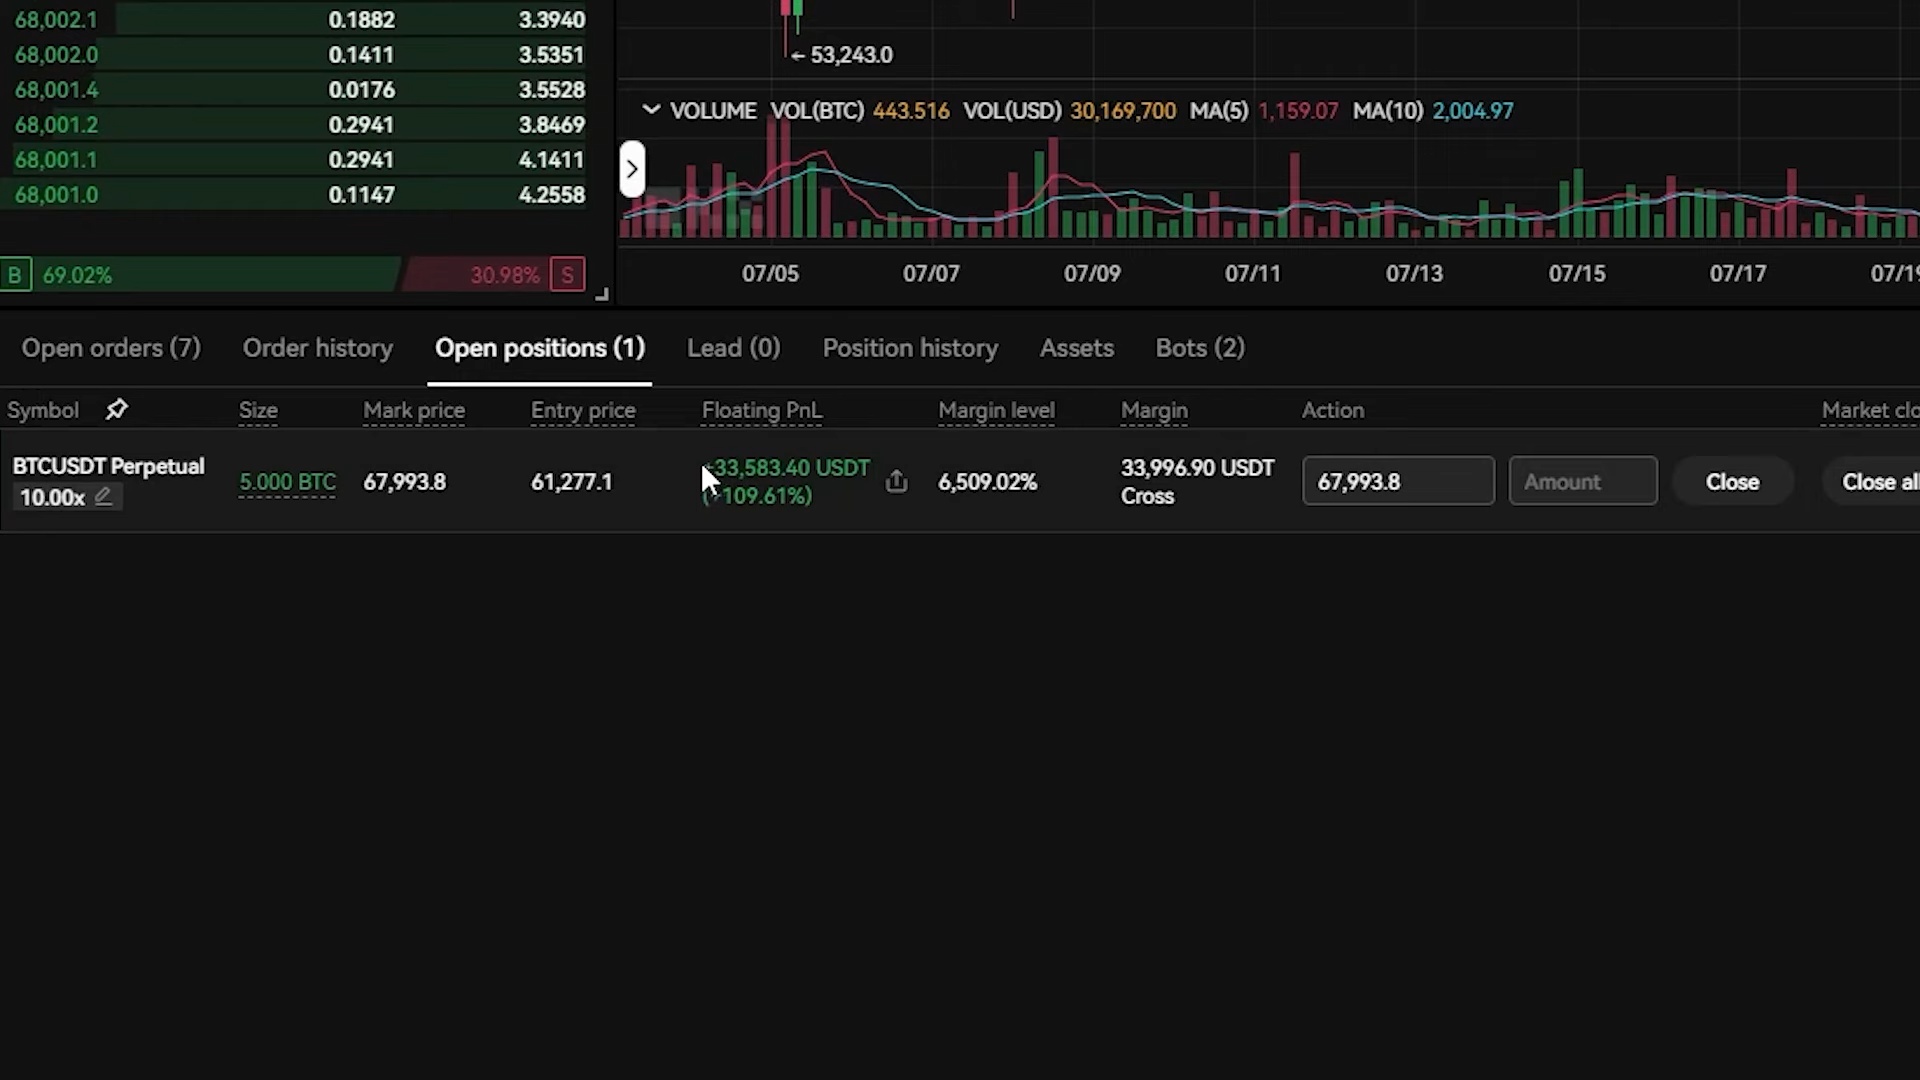 68,002.1 0.1882 3.3940
68,002.0 0.1411 3.5351
68,001.4 0.0176 3.5528
68,001.2 0.2941 3.8469
68,001.1 0.2941 4.1411
68,001.0 0.1147 4.2558
B 69.02% 30.98% S
← 53,243.0
VOLUME VOL(BTC) 443.516 VOL(USD) 30,169,700 MA(5) 1,159.07 MA(10) 2,004.97
07/05 07/07 07/09 07/11 07/13 07/15 07/17 07/19
Open orders (7) Order history Open positions (1) Lead (0) Position history Assets Bots (2)
Symbol Size Mark price Entry price Floating PnL Margin level Margin Action Market clo
BTCUSDT Perpetual
10.00x
5.000 BTC 67,993.8 61,277.1
33,583.40 USDT
109.61%)
6,509.02%
33,996.90 USDT
Cross
67,993.8 Amount Close Close all